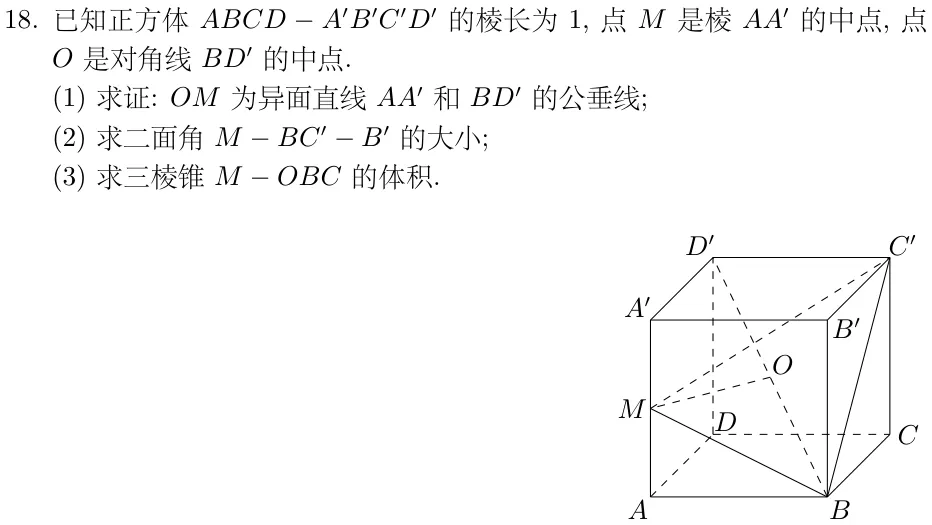 18. 已知正方体 ABCD − A′B′C′D′ 的棱长为 1, 点 M 是棱 AA′ 的中点, 点
O 是对角线 BD′ 的中点.
(1) 求证: OM 为异面直线 AA′ 和 BD′ 的公垂线;
(2) 求二面角 M − BC′ − B′ 的大小;
(3) 求三棱锥 M − OBC 的体积.
D′
C′
A′
B′
O
M
D
C
A
B